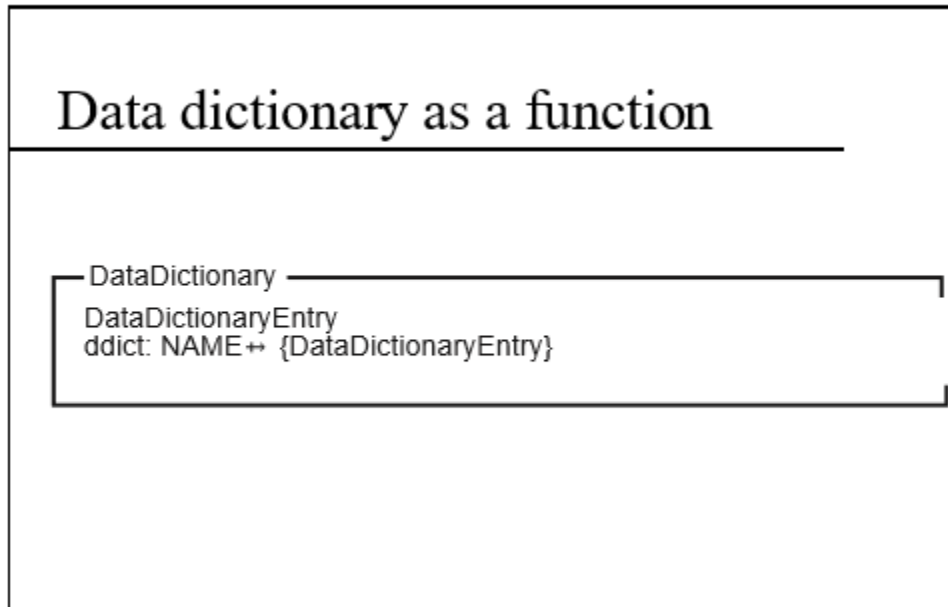 Data dictionary as a function
DataDictionary
DataDictionaryEntry
ddict: NAME ⇸ {DataDictionaryEntry}